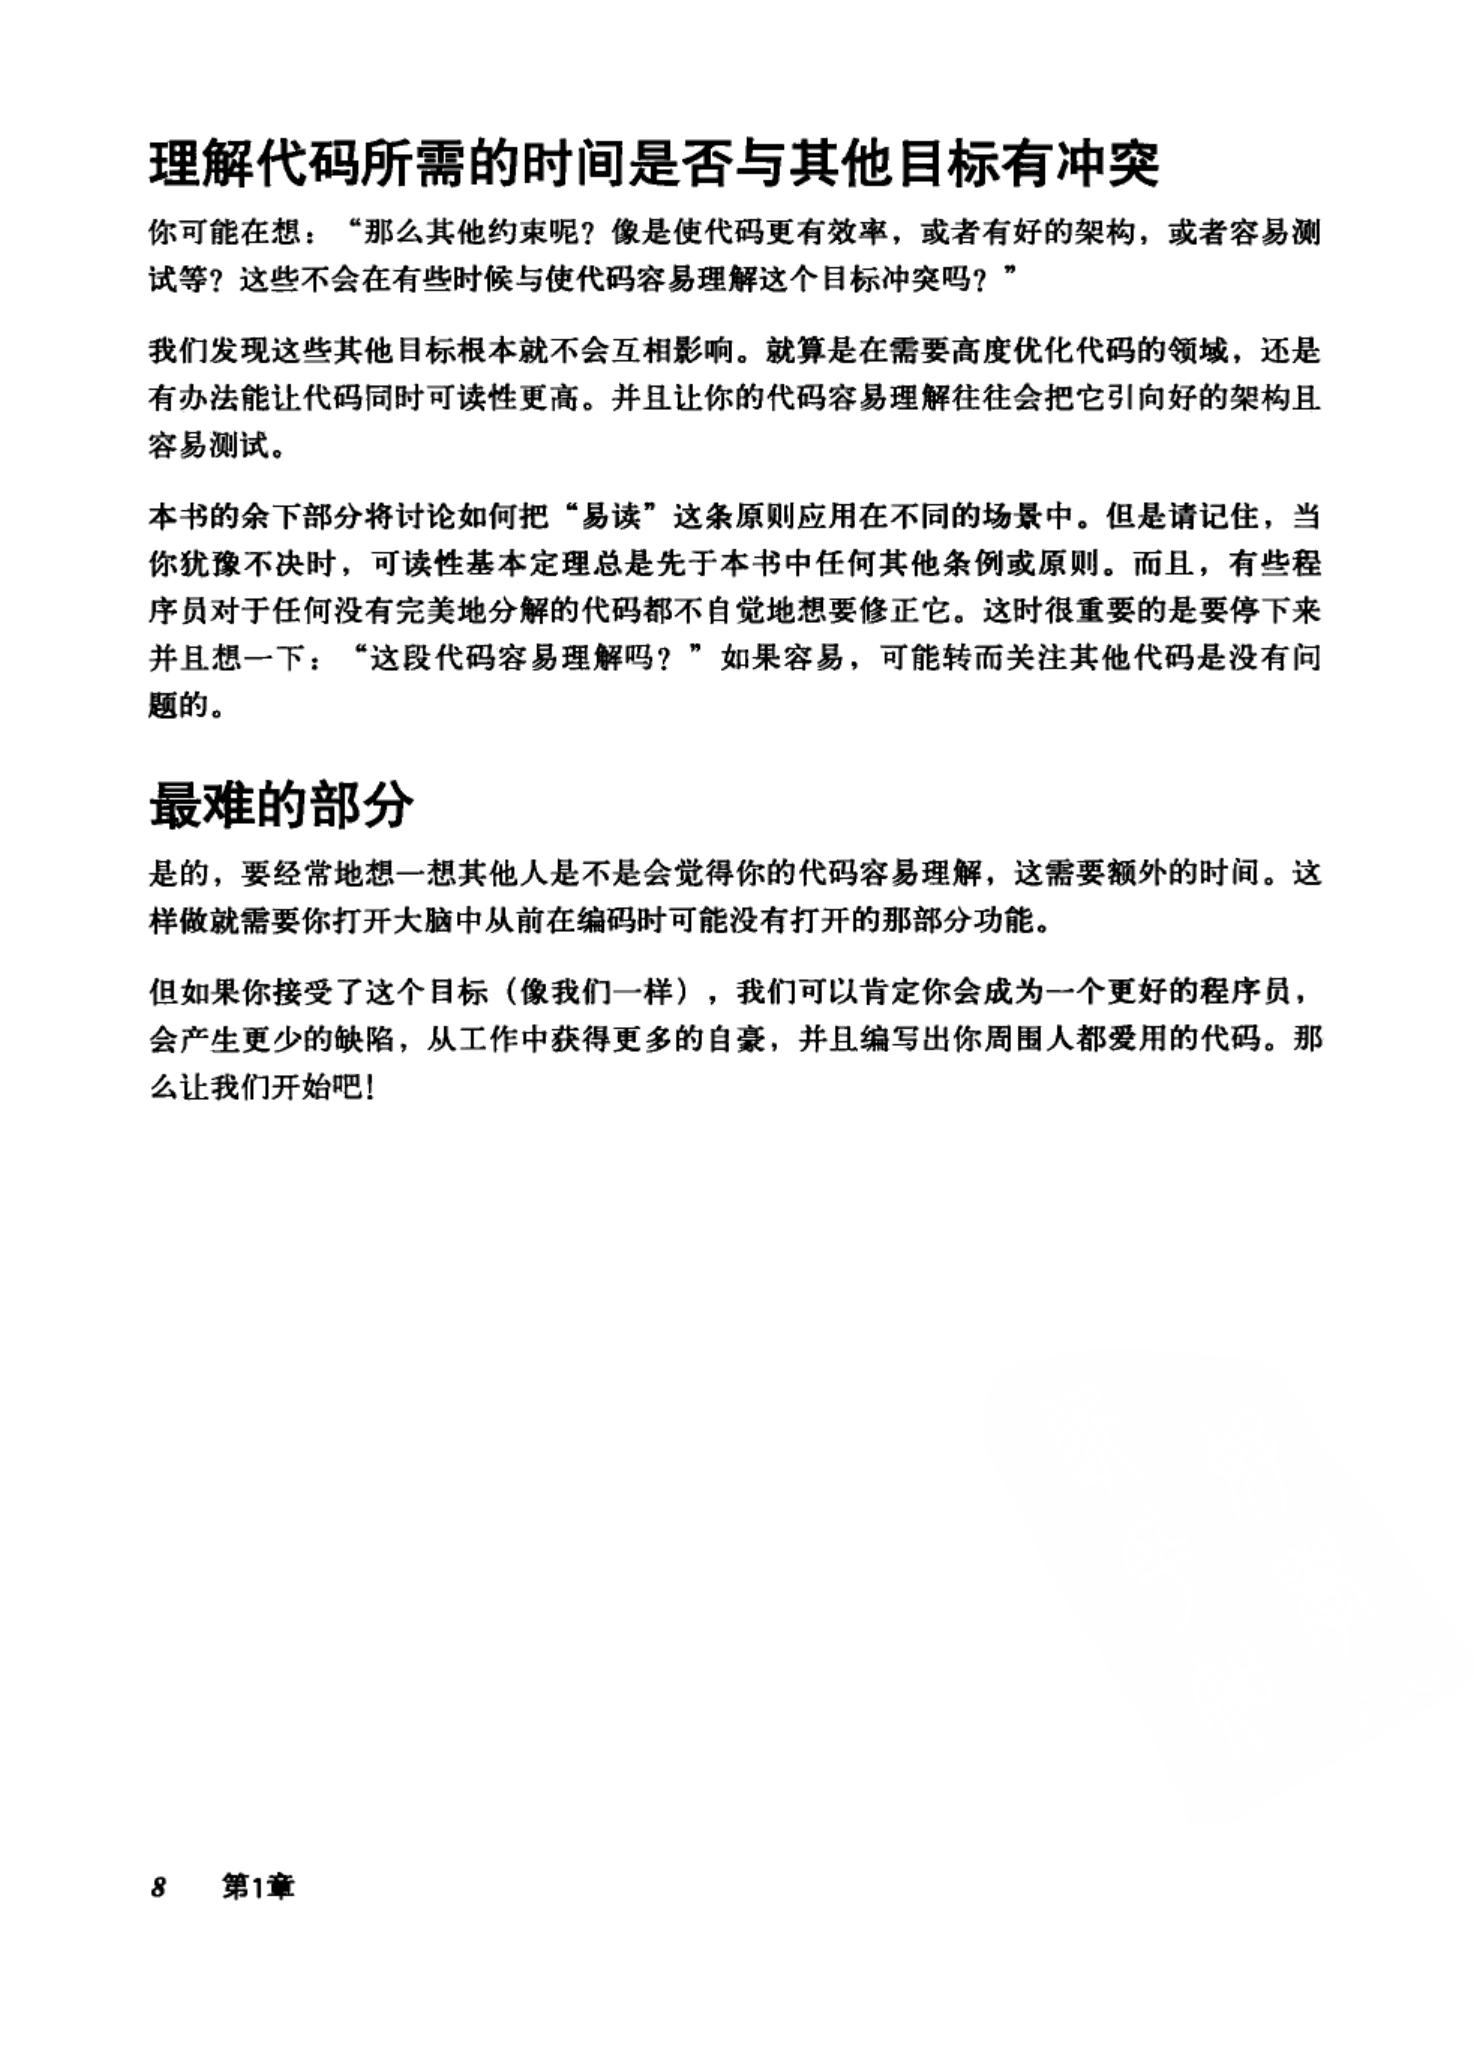 理解代码所需的时间是否与其他目标有冲突
你可能在想：“那么其他约束呢？像是使代码更有效率，或者有好的架构，或者容易测
试等？这些不会在有些时候与使代码容易理解这个目标冲突吗？”
我们发现这些其他目标根本就不会互相影响。就算是在需要高度优化代码的领域，还是
有办法能让代码同时可读性更高。并且让你的代码容易理解往往会把它引向好的架构且
容易测试。
本书的余下部分将讨论如何把“易读”这条原则应用在不同的场景中。但是请记住，当
你犹豫不决时，可读性基本定理总是先于本书中任何其他条例或原则。而且，有些程
序员对于任何没有完美地分解的代码都不自觉地想要修正它。这时很重要的是要停下来
并且想一下：“这段代码容易理解吗？”如果容易，可能转而关注其他代码是没有问
题的。
最难的部分
是的，要经常地想一想其他人是不是会觉得你的代码容易理解，这需要额外的时间。这
样做就需要你打开大脑中从前在编码时可能没有打开的那部分功能。
但如果你接受了这个目标（像我们一样），我们可以肯定你会成为一个更好的程序员，
会产生更少的缺陷，从工作中获得更多的自豪，并且编写出你周围人都爱用的代码。那
么让我们开始吧！
8 第1章